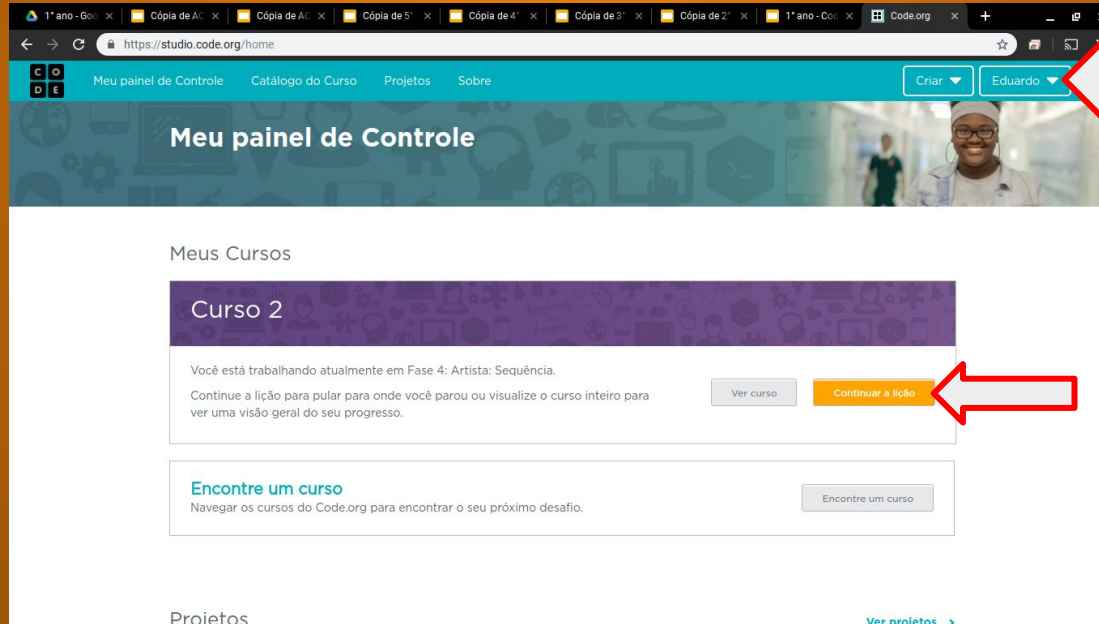 1° ano - Goo
Cópia de AC
Cópia de AC
Cópia de 5°
Cópia de 4°
Cópia de 3°
Cópia de 2°
1° ano - Cod
Code.org
https://studio.code.org/home
C O
D E
Meu painel de Controle
Catálogo do Curso
Projetos
Sobre
Criar
Eduardo
Meu painel de Controle
Meus Cursos
Curso 2
Você está trabalhando atualmente em Fase 4: Artista: Sequência.
Continue a lição para pular para onde você parou ou visualize o curso inteiro para
ver uma visão geral do seu progresso.
Ver curso
Continuar a lição
Encontre um curso
Navegar os cursos do Code.org para encontrar o seu próximo desafio.
Encontre um curso
Projetos
Ver projetos